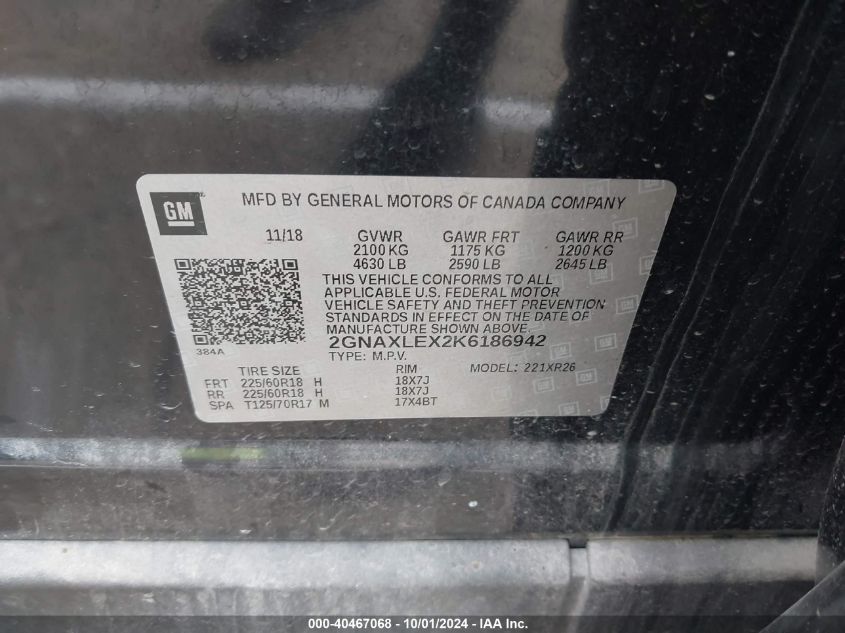 GM
MFD BY GENERAL MOTORS OF CANADA COMPANY
11/18 GVWR GAWR FRT GAWR RR
2100 KG 1175 KG 1200 KG
4630 LB 2590 LB 2645 LB
THIS VEHICLE CONFORMS TO ALL
APPLICABLE U.S. FEDERAL MOTOR
VEHICLE SAFETY AND THEFT PREVENTION
STANDARDS IN EFFECT ON THE DATE OF
MANUFACTURE SHOWN ABOVE.
384A
2GNAXLEX2K6186942
TYPE: M.P.V. MODEL: 221XR26
TIRE SIZE RIM
FRT 225/60R18 H 18X7J
RR 225/60R18 H 18X7J
SPA T125/70R17 M 17X4BT
000-40467068 - 10/01/2024 - IAA Inc.